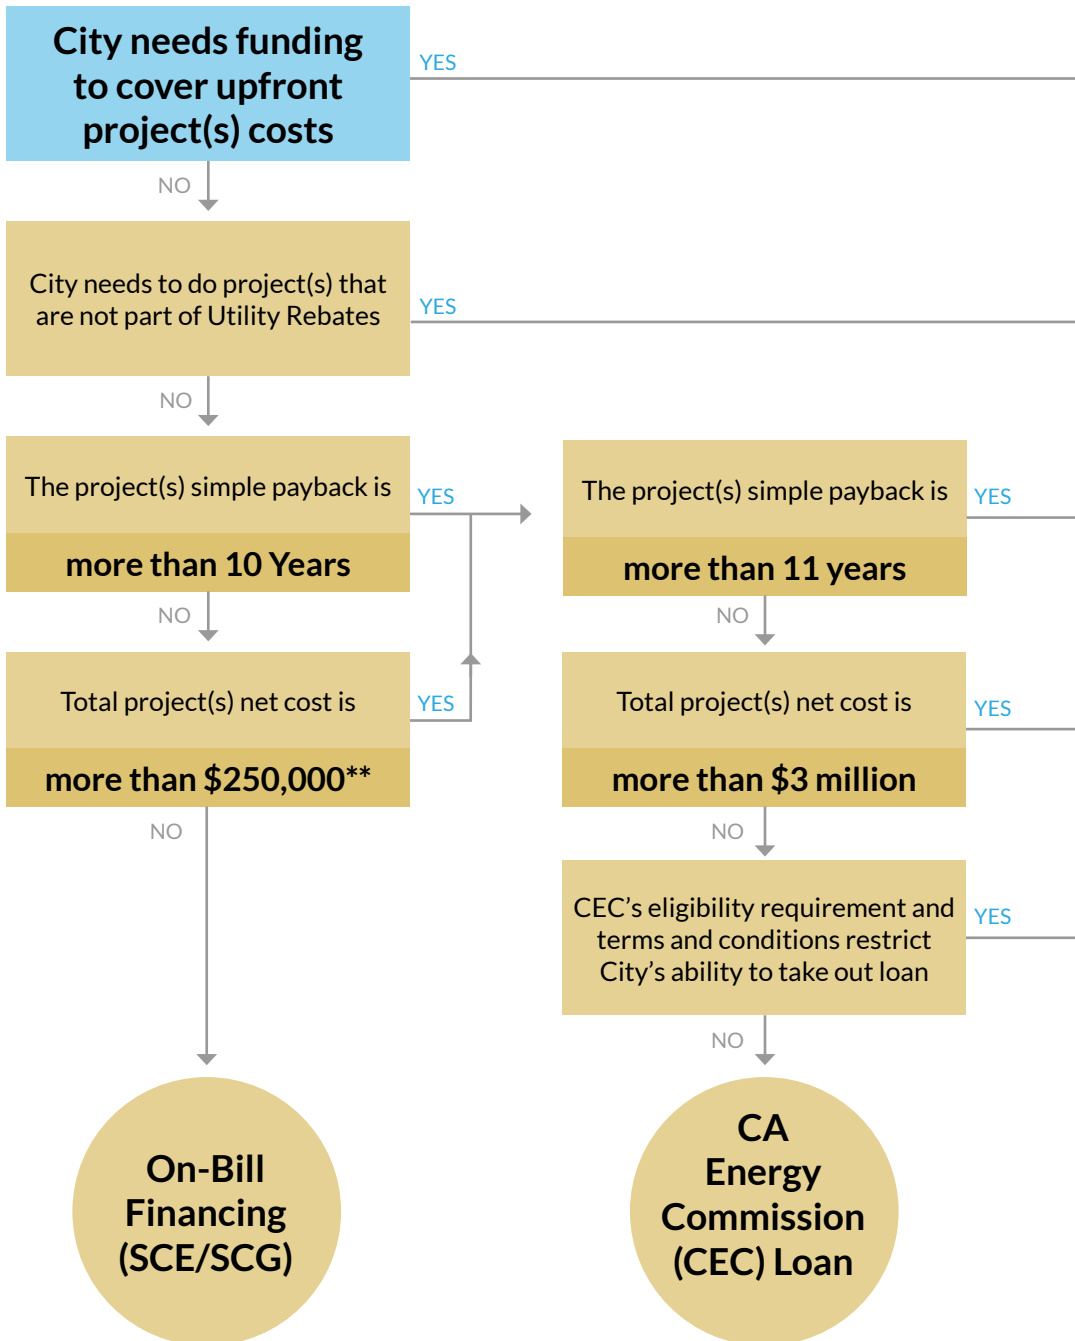 City needs funding
to cover upfront
project(s) costs
YES
NO
City needs to do project(s) that
are not part of Utility Rebates
YES
NO
The project(s) simple payback is
more than 10 Years
YES
NO
Total project(s) net cost is
more than $250,000**
YES
NO
On-Bill
Financing
(SCE/SCG)
The project(s) simple payback is
more than 11 years
YES
NO
Total project(s) net cost is
more than $3 million
YES
NO
CEC’s eligibility requirement and
terms and conditions restrict
City’s ability to take out loan
YES
NO
CA
Energy
Commission
(CEC) Loan